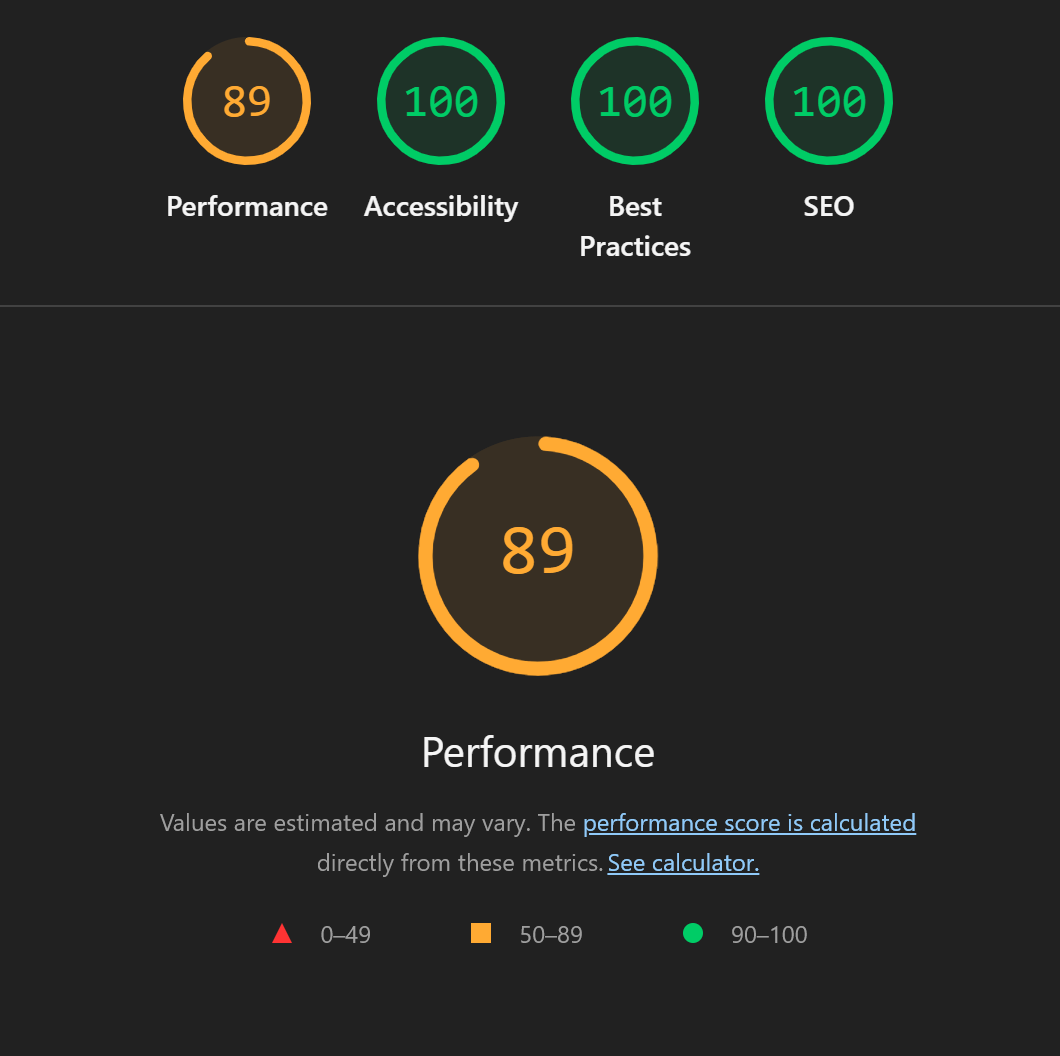 89 100 100 100
Performance Accessibility Best Practices SEO
89
Performance
Values are estimated and may vary. The performance score is calculated
directly from these metrics. See calculator.
0–49 50–89 90–100